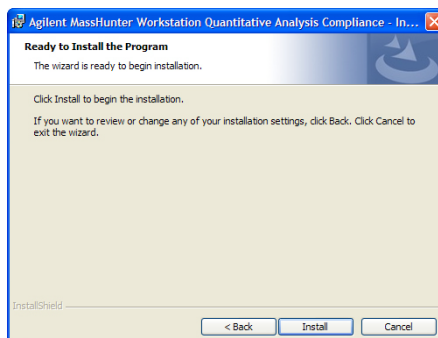 Agilent MassHunter Workstation Quantitative Analysis Compliance - In...
Ready to Install the Program
The wizard is ready to begin installation.
Click Install to begin the installation.
If you want to review or change any of your installation settings, click Back. Click Cancel to
exit the wizard.
InstallShield
< Back Install Cancel